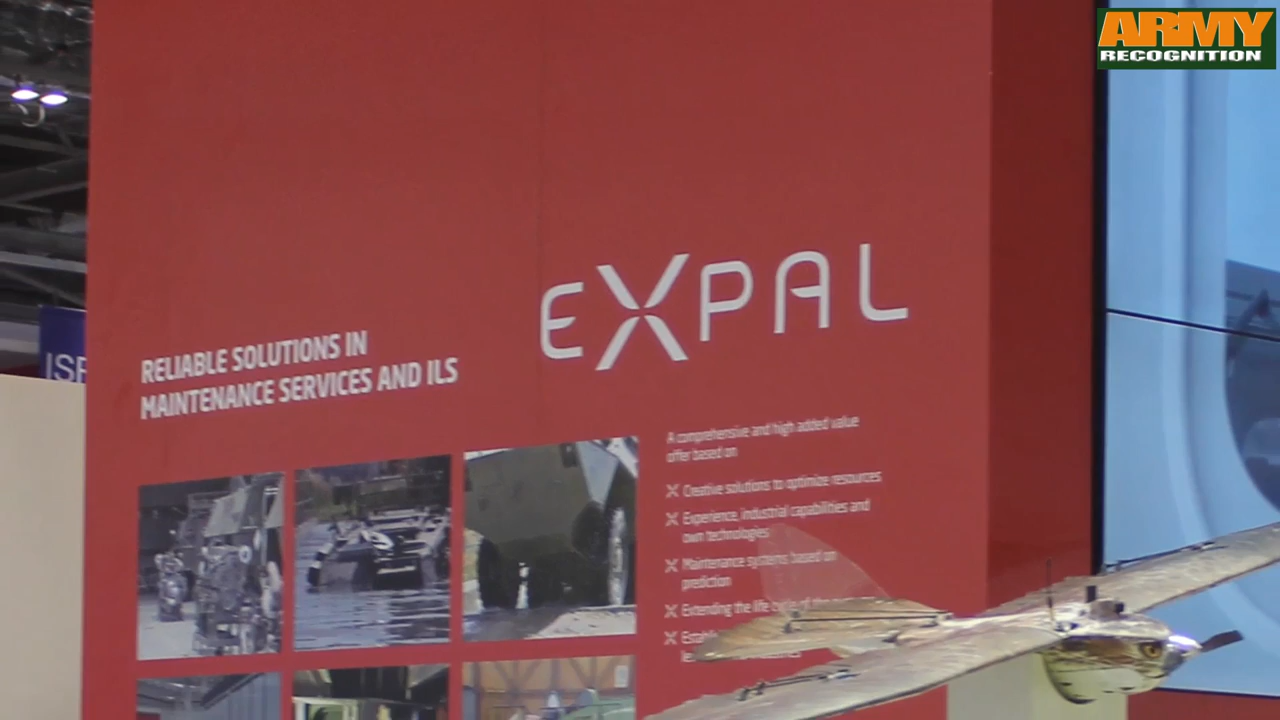 ARMY
RECOGNITION
EXPAL
RELIABLE SOLUTIONS IN
MAINTENANCE SERVICES AND ILS
A comprehensive and high added value
offer based on
X Creative solutions to optimize resources
X Experience, industrial capabilities and
own technologies
X Maintenance systems based on
prediction
X Extending the life cycle of the
X